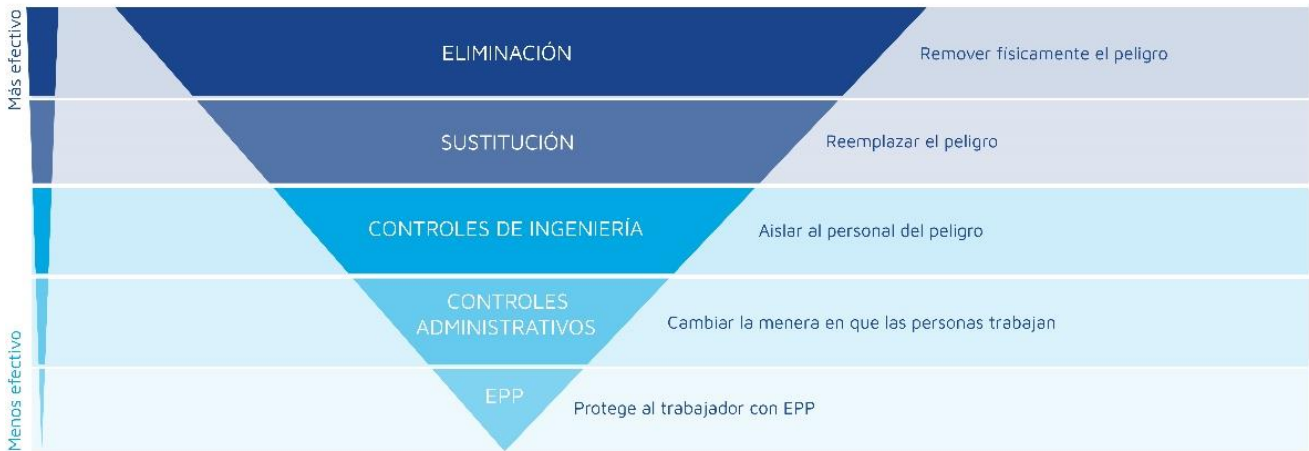 Más efectivo
ELIMINACIÓN
Remover físicamente el peligro
SUSTITUCIÓN
Reemplazar el peligro
CONTROLES DE INGENIERÍA
Aislar al personal del peligro
CONTROLES
ADMINISTRATIVOS
Cambiar la manera en que las personas trabajan
Menos efectivo
EPP
Protege al trabajador con EPP